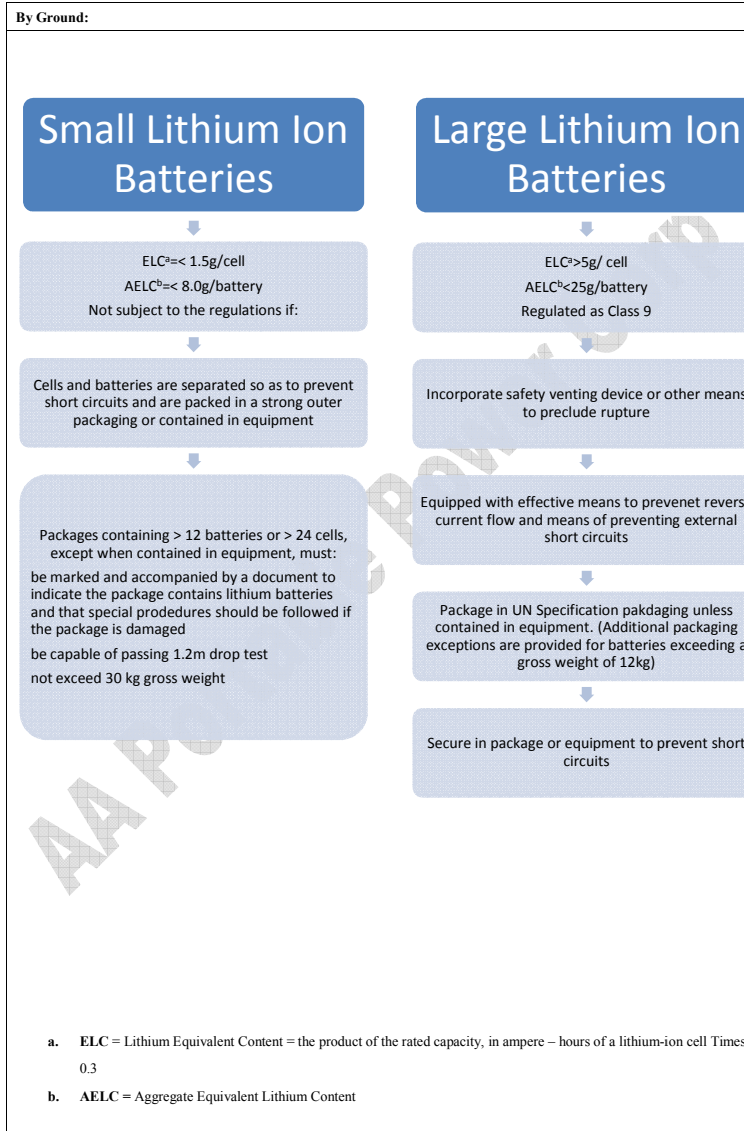 By Ground:
Small Lithium Ion
Batteries
ELCᵃ=< 1.5g/cell
AELCᵇ=< 8.0g/battery
Not subject to the regulations if:
Cells and batteries are separated so as to prevent
short circuits and are packed in a strong outer
packaging or contained in equipment
Packages containing > 12 batteries or > 24 cells,
except when contained in equipment, must:
be marked and accompanied by a document to
indicate the package contains lithium batteries
and that special prodedures should be followed if
the package is damaged
be capable of passing 1.2m drop test
not exceed 30 kg gross weight
Large Lithium Ion
Batteries
ELCᵃ>5g/ cell
AELCᵇ<25g/battery
Regulated as Class 9
Incorporate safety venting device or other means
to preclude rupture
Equipped with effective means to prevenet revers
current flow and means of preventing external
short circuits
Package in UN Specification pakdaging unless
contained in equipment. (Additional packaging
exceptions are provided for batteries exceeding a
gross weight of 12kg)
Secure in package or equipment to prevent short
circuits
AA Portable Power Corp
a. ELC = Lithium Equivalent Content = the product of the rated capacity, in ampere – hours of a lithium-ion cell Times
0.3
b. AELC = Aggregate Equivalent Lithium Content